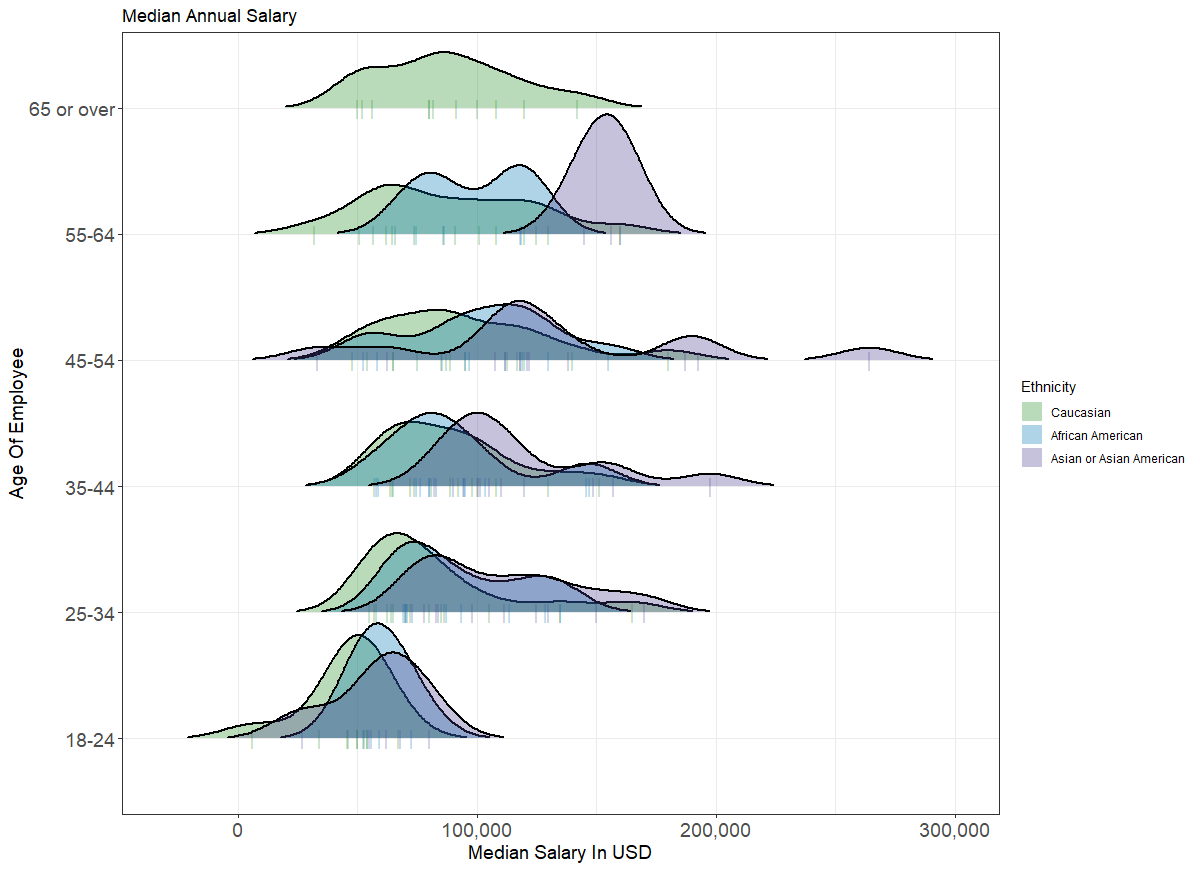 Median Annual Salary
Age Of Employee
65 or over
55-64
45-54
35-44
25-34
18-24
0
100,000
200,000
300,000
Median Salary In USD
Ethnicity
Caucasian
African American
Asian or Asian American